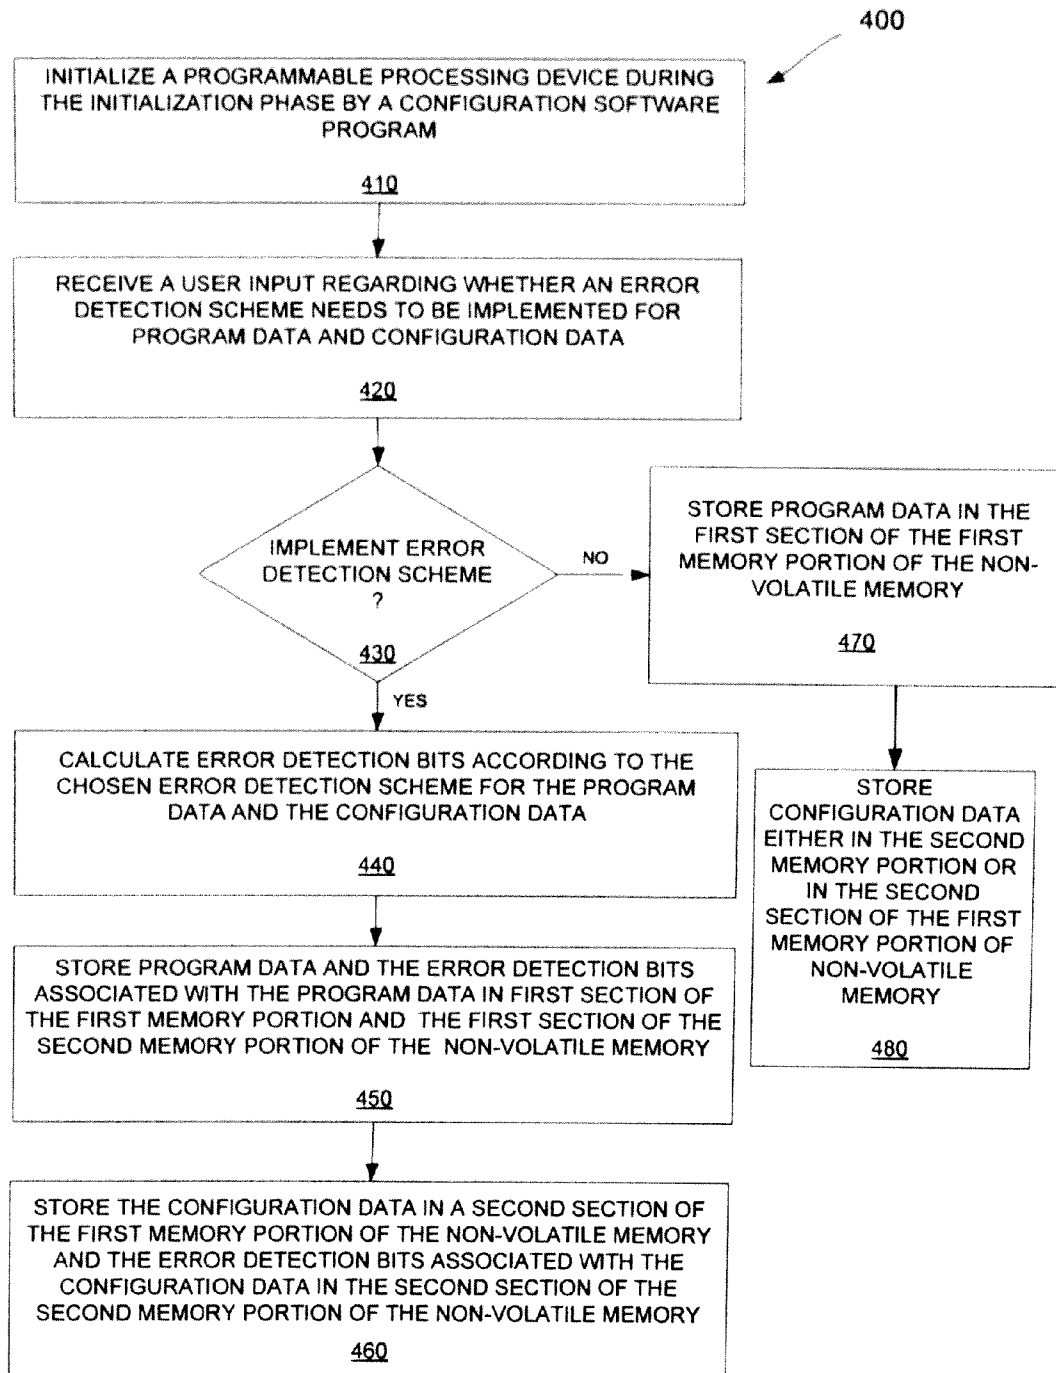 400
INITIALIZE A PROGRAMMABLE PROCESSING DEVICE DURING
THE INITIALIZATION PHASE BY A CONFIGURATION SOFTWARE
PROGRAM
410
RECEIVE A USER INPUT REGARDING WHETHER AN ERROR
DETECTION SCHEME NEEDS TO BE IMPLEMENTED FOR
PROGRAM DATA AND CONFIGURATION DATA
420
IMPLEMENT ERROR
DETECTION SCHEME
?
430
NO
YES
STORE PROGRAM DATA IN THE
FIRST SECTION OF THE FIRST
MEMORY PORTION OF THE NON-
VOLATILE MEMORY
470
CALCULATE ERROR DETECTION BITS ACCORDING TO THE
CHOSEN ERROR DETECTION SCHEME FOR THE PROGRAM
DATA AND THE CONFIGURATION DATA
440
STORE
CONFIGURATION DATA
EITHER IN THE SECOND
MEMORY PORTION OR
IN THE SECOND
SECTION OF THE FIRST
MEMORY PORTION OF
NON-VOLATILE
MEMORY
480
STORE PROGRAM DATA AND THE ERROR DETECTION BITS
ASSOCIATED WITH THE PROGRAM DATA IN FIRST SECTION OF
THE FIRST MEMORY PORTION AND THE FIRST SECTION OF THE
SECOND MEMORY PORTION OF THE NON-VOLATILE MEMORY
450
STORE THE CONFIGURATION DATA IN A SECOND SECTION OF
THE FIRST MEMORY PORTION OF THE NON-VOLATILE MEMORY
AND THE ERROR DETECTION BITS ASSOCIATED WITH THE
CONFIGURATION DATA IN THE SECOND SECTION OF THE
SECOND MEMORY PORTION OF THE NON-VOLATILE MEMORY
460